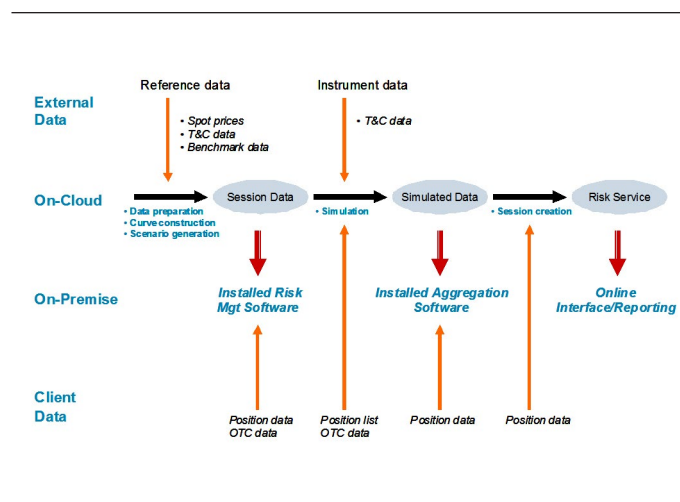 Reference data
Instrument data
External
Data
• Spot prices
• T&C data
• Benchmark data
• T&C data
On-Cloud
Session Data
Simulated Data
Risk Service
• Data preparation
• Curve construction
• Scenario generation
• Simulation
• Session creation
On-Premise
Installed Risk
Mgt Software
Installed Aggregation
Software
Online
Interface/Reporting
Client
Data
Position data
OTC data
Position list
OTC data
Position data
Position data